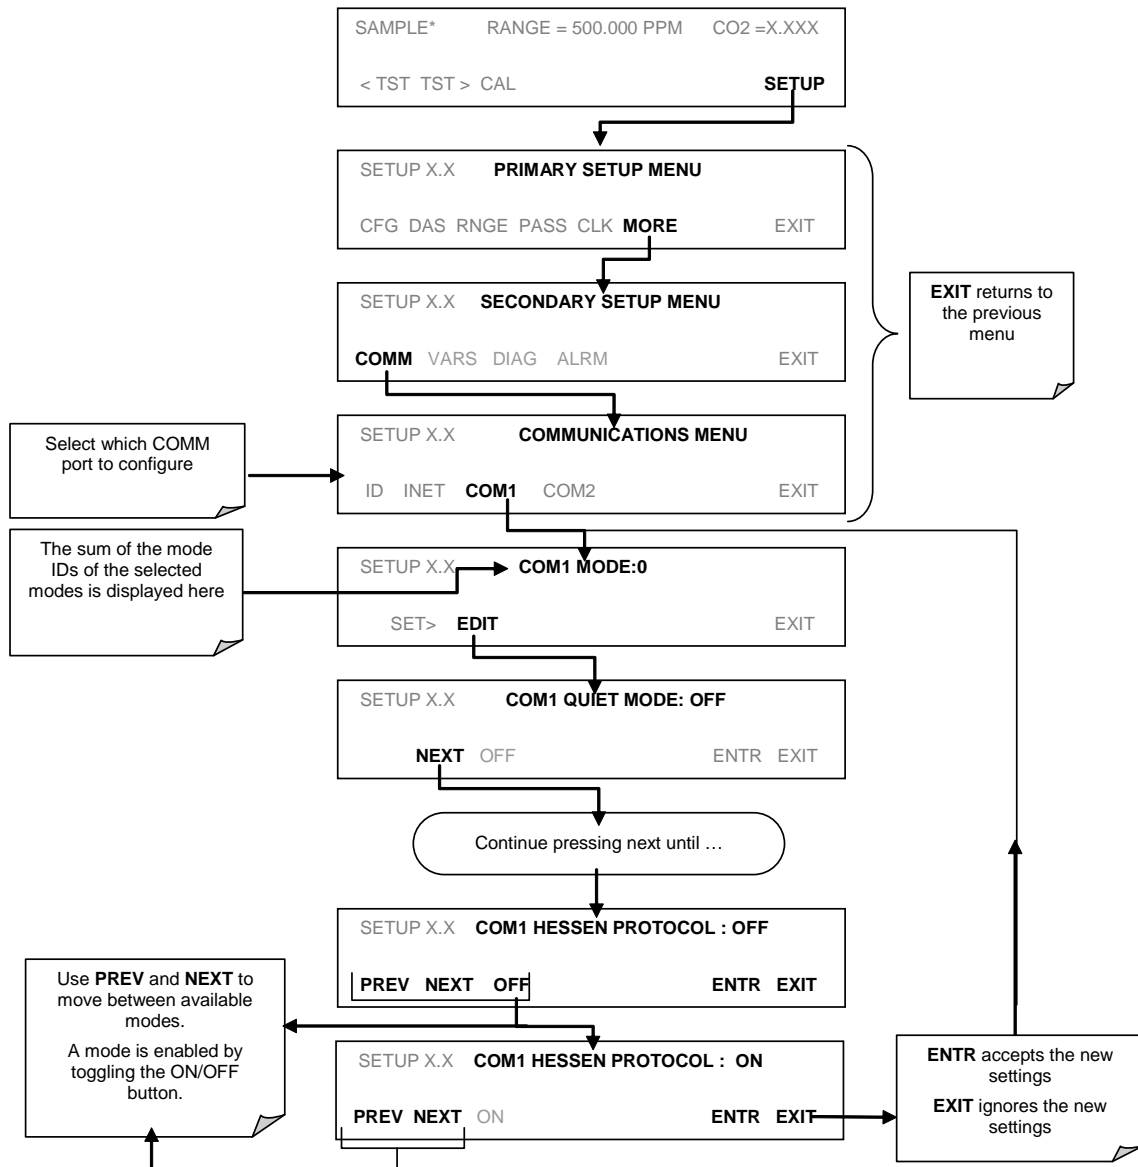 SAMPLE* RANGE = 500.000 PPM CO2 =X.XXX
< TST TST > CAL SETUP
SETUP X.X PRIMARY SETUP MENU
CFG DAS RNGE PASS CLK MORE EXIT
SETUP X.X SECONDARY SETUP MENU
COMM VARS DIAG ALRM EXIT
EXIT returns to
the previous
menu
Select which COMM
port to configure
SETUP X.X COMMUNICATIONS MENU
ID INET COM1 COM2 EXIT
The sum of the mode
IDs of the selected
modes is displayed here
SETUP X.X COM1 MODE:0
SET> EDIT EXIT
SETUP X.X COM1 QUIET MODE: OFF
NEXT OFF ENTR EXIT
Continue pressing next until …
SETUP X.X COM1 HESSEN PROTOCOL : OFF
PREV NEXT OFF ENTR EXIT
Use PREV and NEXT to
move between available
modes.
A mode is enabled by
toggling the ON/OFF
button.
SETUP X.X COM1 HESSEN PROTOCOL : ON
PREV NEXT ON ENTR EXIT
ENTR accepts the new
settings
EXIT ignores the new
settings